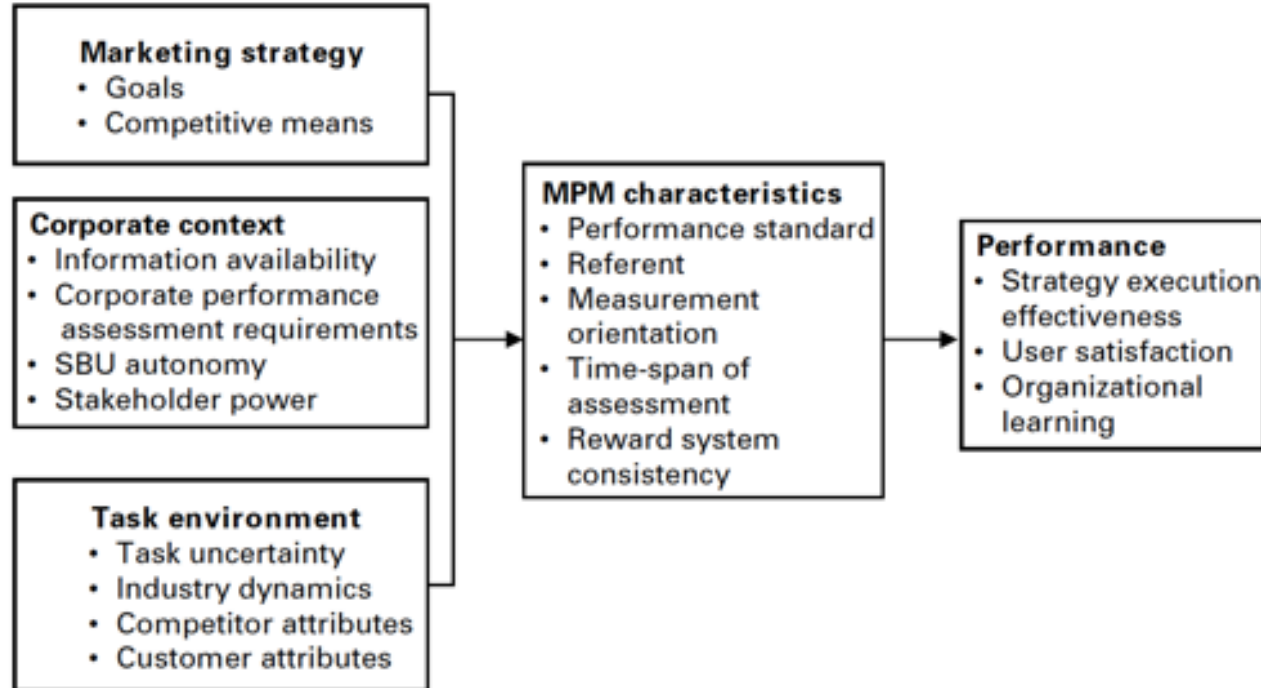 Marketing strategy
• Goals
• Competitive means
Corporate context
• Information availability
• Corporate performance
assessment requirements
• SBU autonomy
• Stakeholder power
Task environment
• Task uncertainty
• Industry dynamics
• Competitor attributes
• Customer attributes
MPM characteristics
• Performance standard
• Referent
• Measurement
orientation
• Time-span of
assessment
• Reward system
consistency
Performance
• Strategy execution
effectiveness
• User satisfaction
• Organizational
learning